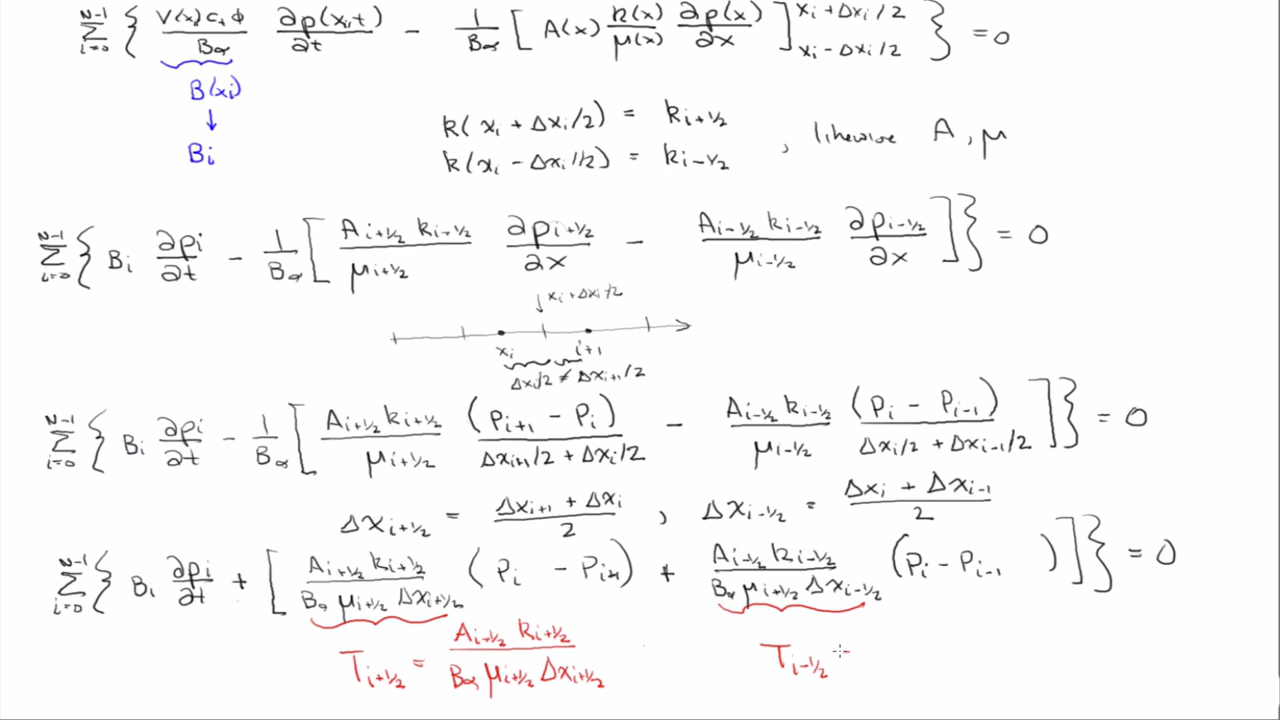 ∑_{i=0}^{N-1} { V(x) c_t ϕ / B_α ∂p(x_i,t)/∂t − 1/B_α [ A(x) k(x)/μ(x) ∂p(x)/∂x ]_{x_i − Δx_i/2}^{x_i + Δx_i/2} } = 0
B(x_i)
↓
B_i
k(x_i + Δx_i/2) = k_{i+1/2}
k(x_i − Δx_i/2) = k_{i−1/2} , likewise A, μ
∑_{i=0}^{N-1} { B_i ∂p_i/∂t − 1/B_α [ A_{i+1/2} k_{i+1/2} / μ_{i+1/2} ∂p_{i+1/2}/∂x − A_{i−1/2} k_{i−1/2} / μ_{i−1/2} ∂p_{i−1/2}/∂x ] } = 0
↓ x_i + Δx_i/2
x_i i+1
Δx_i/2 ≠ Δx_{i+1}/2
∑_{i=0}^{N-1} { B_i ∂p_i/∂t − 1/B_α [ A_{i+1/2} k_{i+1/2} / μ_{i+1/2} (P_{i+1} − P_i) / (Δx_{i+1}/2 + Δx_i/2) − A_{i−1/2} k_{i−1/2} / μ_{i−1/2} (P_i − P_{i−1}) / (Δx_i/2 + Δx_{i−1}/2) ] } = 0
Δx_{i+1/2} = (Δx_{i+1} + Δx_i) / 2 , Δx_{i−1/2} = (Δx_i + Δx_{i−1}) / 2
∑_{i=0}^{N-1} { B_i ∂p_i/∂t + [ A_{i+1/2} k_{i+1/2} / B_α μ_{i+1/2} Δx_{i+1/2} (P_i − P_{i+1}) + A_{i−1/2} k_{i−1/2} / B_α μ_{i+1/2} Δx_{i−1/2} (P_i − P_{i−1}) ] } = 0
T_{i+1/2} = A_{i+1/2} k_{i+1/2} / B_α μ_{i+1/2} Δx_{i+1/2} T_{i−1/2}